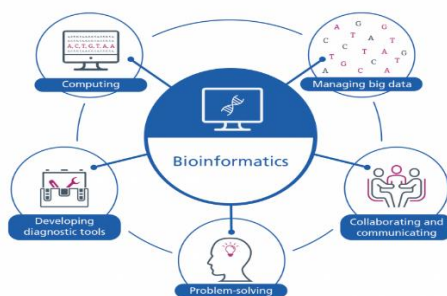 A,C,T,G,T,A,A
Computing
Managing big data
Bioinformatics
Developing
diagnostic tools
Collaborating and
communicating
Problem-solving